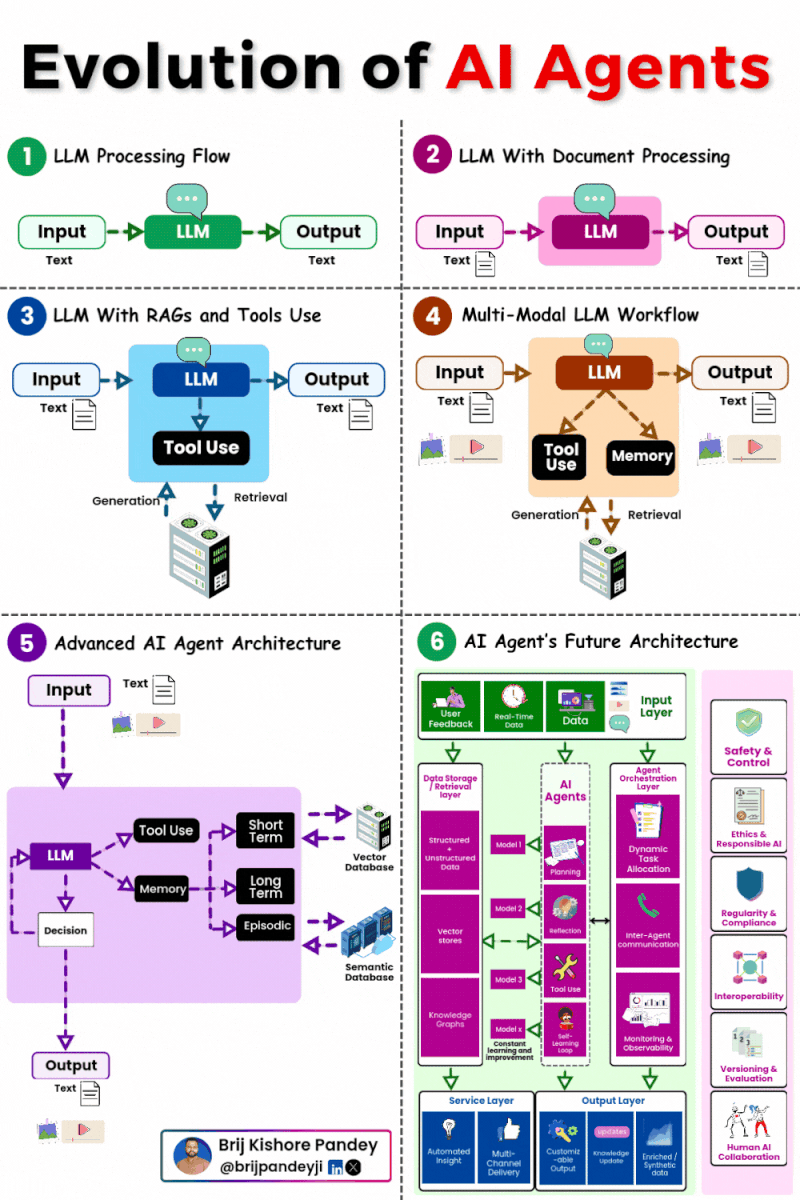 Evolution of AI Agents
1 LLM Processing Flow
Input
LLM
Output
Text
Text
2 LLM With Document Processing
Input
LLM
Output
Text
Text
3 LLM With RAGs and Tools Use
Input
LLM
Output
Text
Text
Tool Use
Generation
Retrieval
4 Multi-Modal LLM Workflow
Input
LLM
Output
Text
Text
Tool
Use
Memory
Generation
Retrieval
5 Advanced AI Agent Architecture
Input
Text
LLM
Tool Use
Memory
Decision
Short
Term
Long
Term
Episodic
Vector
Database
Semantic
Database
Output
Text
Brij Kishore Pandey
@brijpandeyji in X
6 AI Agent's Future Architecture
User
Feedback
Real-Time
Data
Data
Input
Layer
Data Storage
/ Retrieval
layer
Structured
+
Unstructured
Data
Vector
stores
Knowledge
Graphs
Model 1
Model 2
Model 3
Model x
Constant
learning and
improvement
AI
Agents
Planning
Reflection
Tool Use
Self-
Learning
Loop
Agent
Orchestration
Layer
Dynamic
Task
Allocation
Inter-Agent
communication
Monitoring &
Observability
Service Layer
Automated
Insight
Multi-
Channel
Delivery
Output Layer
Customiz
-able
Output
updates
Knowledge
Update
Enriched /
Synthetic
data
Safety &
Control
Ethics &
Responsible AI
Regularity &
Compliance
Interoperability
1 2 3
Versioning &
Evaluation
Human AI
Collaboration